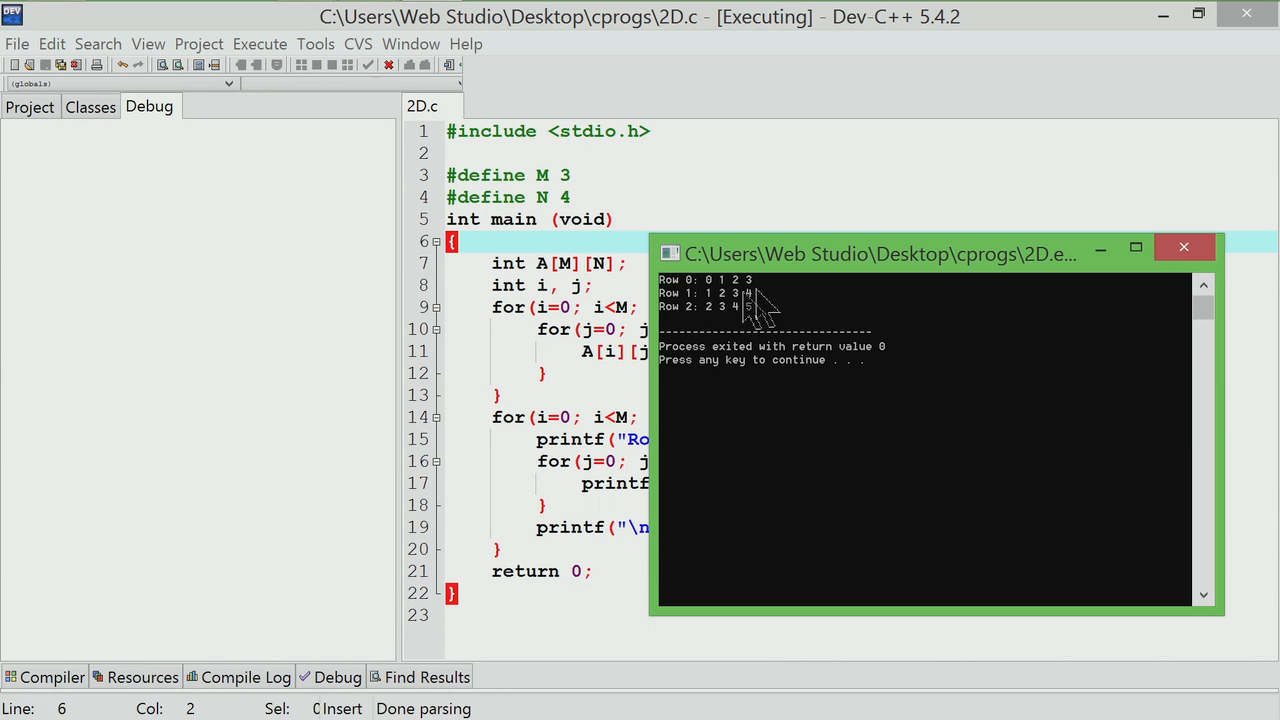 DEV
C:\Users\Web Studio\Desktop\cprogs\2D.c - [Executing] - Dev-C++ 5.4.2
File Edit Search View Project Execute Tools CVS Window Help
(globals)
Project Classes Debug
2D.c
1 #include <stdio.h>
2
3 #define M 3
4 #define N 4
5 int main (void)
6 {
7 int A[M][N];
8 int i, j;
9 for(i=0; i<M;
10 for(j=0; j
11 A[i][j
12 }
13 }
14 for(i=0; i<M;
15 printf("Ro
16 for(j=0; j
17 printf
18 }
19 printf("\n
20 }
21 return 0;
22 }
23
C:\Users\Web Studio\Desktop\cprogs\2D.e...
Row 0: 0 1 2 3
Row 1: 1 2 3 4
Row 2: 2 3 4 5
--------------------------------
Process exited with return value 0
Press any key to continue . . .
Compiler Resources Compile Log Debug Find Results
Line: 6 Col: 2 Sel: 0 Insert Done parsing